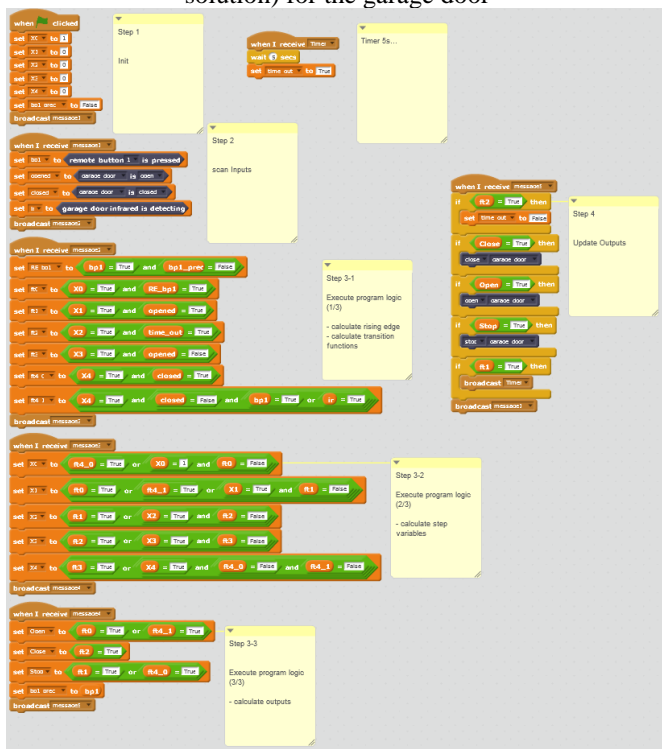 solution) for the garage door
when clicked
set X0 to 1
set X1 to 0
set X2 to 0
set X3 to 0
set X4 to 0
set bp1_prec to False
broadcast message1
Step 1
Init
when I receive Timer
wait 5 secs
set time out to True
Timer 5s...
when I receive message1
set bp1 to remote button 1 is pressed
set opened to garage door is open
set closed to garage door is closed
set ir to garage door infrared is detecting
broadcast
Step 2
scan Inputs
when I receive
set RE bp1 to bp1 = True and bp1_prec = False
set ft0 to X0 = True and RE_bp1 = True
set ft1 to X1 = True and opened = True
set ft2 to X2 = True and time_out = True
set ft3 to X3 = True and opened = False
set ft4 0 to X4 = True and closed = True
set ft4 1 to X4 = True and closed = False and bp1 = True or ir = True
broadcast
Step 3-1
Execute program logic
(1/3)
- calculate rising edge
- calculate transition
functions
when I receive
set X0 to ft4_0 = True or X0 = 1 and ft0 = False
set X1 to ft0 = True or ft4_1 = True or X1 = True and ft1 = False
set X2 to ft1 = True or X2 = True and ft2 = False
set X3 to ft2 = True or X3 = True and ft3 = False
set X4 to ft3 = True or X4 = True and ft4_0 = False and ft4_1 = False
broadcast message4
Step 3-2
Execute program logic
(2/3)
- calculate step
variables
when I receive message4
set Open to ft0 = True or ft4_1 = True
set Close to ft2 = True
set Stop to ft1 = True or ft4_0 = True
set bp1 prec to bp1
broadcast
Step 3-3
Execute program logic
(3/3)
- calculate outputs
when I receive
if ft2 = True then
set time out to False
if Close = True then
close garage door
if Open = True then
open garage door
if Stop = True then
stop garage door
if ft1 = True then
broadcast Timer
broadcast message1
Step 4
Update Outputs